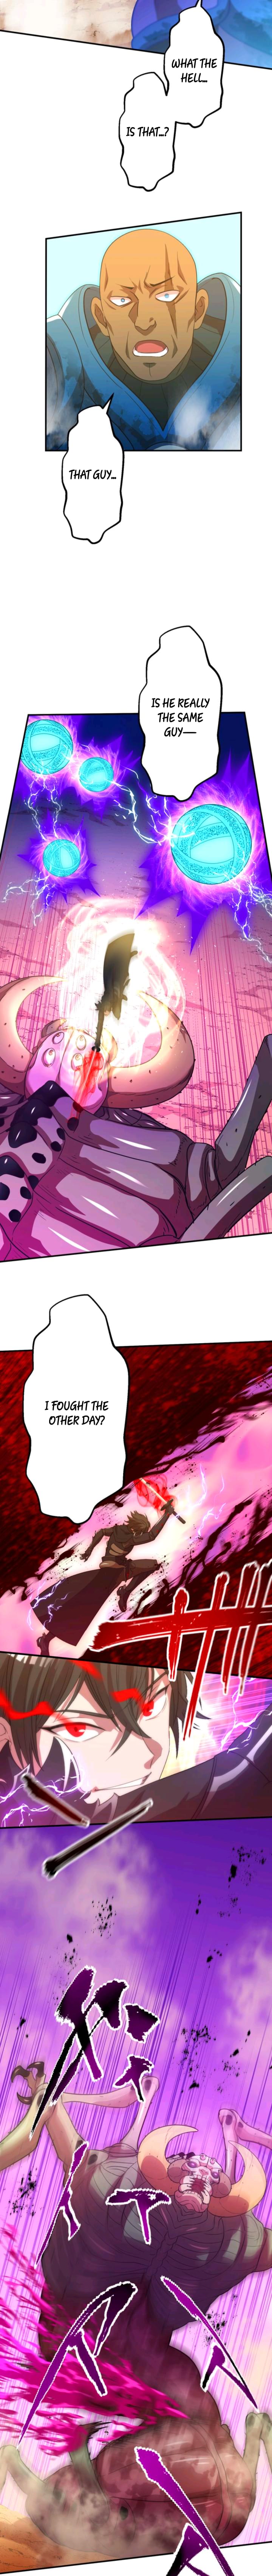 WHAT THE
HELL...
IS THAT...?
THAT GUY...
IS HE REALLY
THE SAME
GUY—
I FOUGHT THE
OTHER DAY?